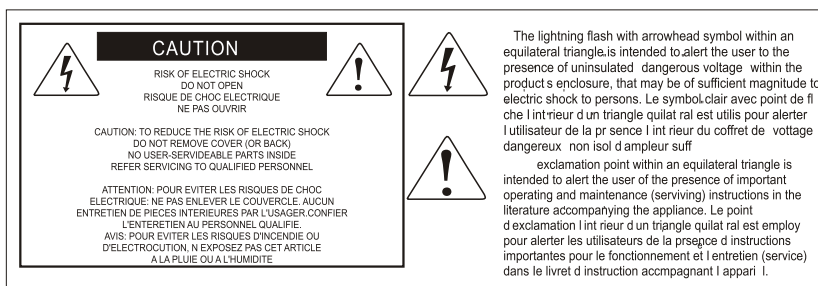 CAUTION
RISK OF ELECTRIC SHOCK
DO NOT OPEN
RISQUE DE CHOC ELECTRIQUE
NE PAS OUVRIR
CAUTION: TO REDUCE THE RISK OF ELECTRIC SHOCK
DO NOT REMOVE COVER (OR BACK)
NO USER-SERVIDEABLE PARTS INSIDE
REFER SERVICING TO QUALIFIED PERSONNEL
ATTENTION: POUR EVITER LES RISQUES DE CHOC
ELECTRIQUE: NE PAS ENLEVER LE COUVERCLE. AUCUN
ENTRETIEN DE PIECES INTERIEURES PAR L'USAGER.CONFIER
L'ENTERETIEN AU PERSONNEL QUALIFIE.
AVIS: POUR EVITER LES RISQUES D'INCENDIE OU
D'ELECTROCUTION, N EXPOSEZ PAS CET ARTICLE
A LA PLUIE OU A L'HUMIDITE
The lightning flash with arrowhead symbol within an
equilateral triangle,is intended to alert the user to the
presence of uninsulated dangerous voltage within the
product s enclosure, that may be of sufficient magnitude to
electric shock to persons. Le symbol clair avec point de fl
che l int rieur d un triangle quilat ral est utilis pour alerter
l utilisateur de la pr sence l int rieur du coffret de vottage
dangereux non isol d ampleur suff
exclamation point within an equilateral triangle is
intended to alert the user of the presence of important
operating and maintenance (serviving) instructions in the
literature accompanying the appliance. Le point
d exclamation l int rieur d un triangle quilat ral est employ
pour alerter les utilisateurs de la prsence d instructions
importantes pour le fonctionnement et l entretien (service)
dans le livret d instruction accmpagnant l appari l.